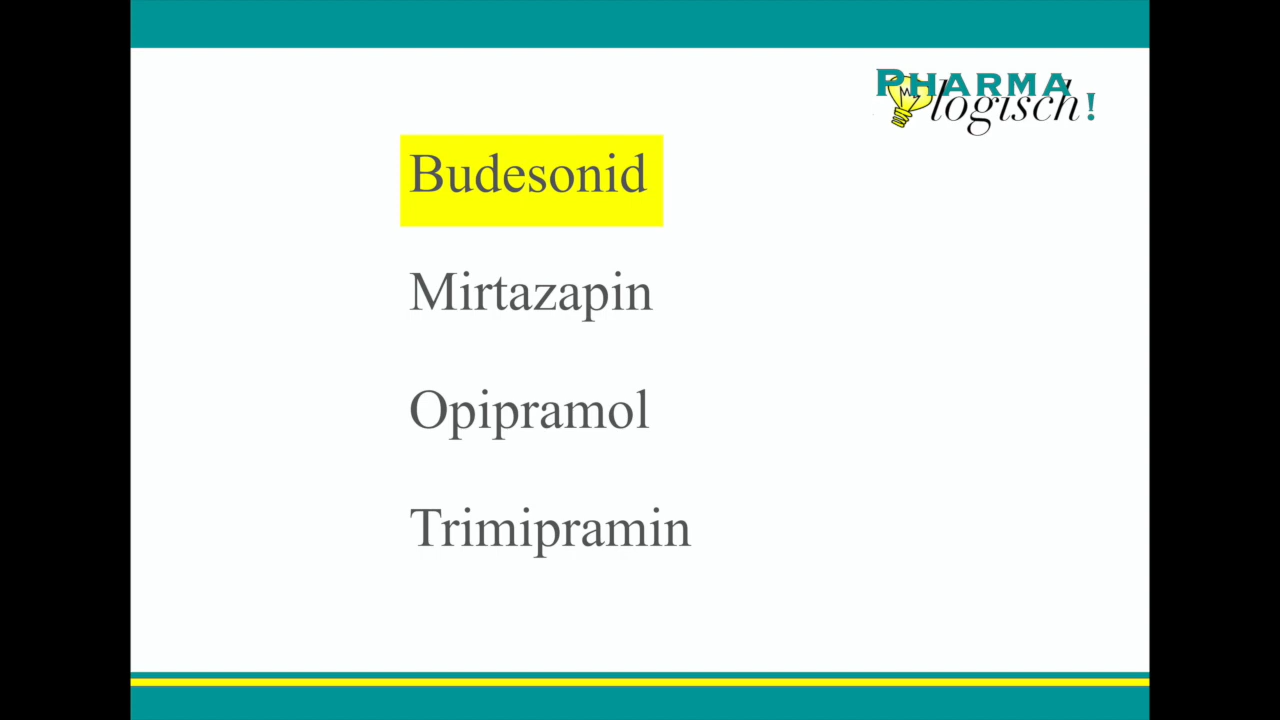 PHARMA
logisch!
Budesonid
Mirtazapin
Opipramol
Trimipramin